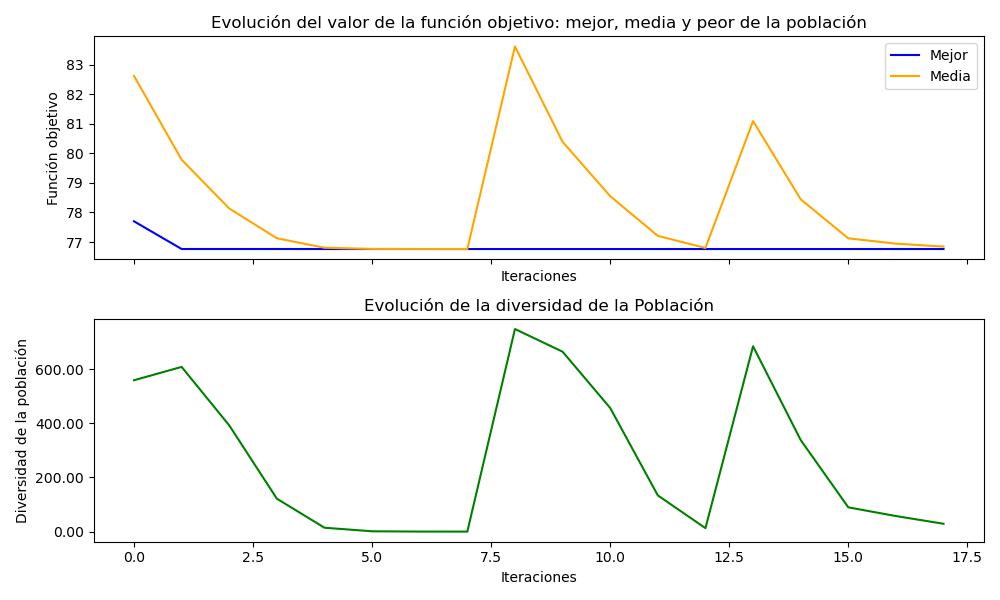 Evolución del valor de la función objetivo: mejor, media y peor de la población
83
82
81
80
79
78
77
Función objetivo
Mejor
Media
Iteraciones
Evolución de la diversidad de la Población
600.00
400.00
200.00
0.00
Diversidad de la población
0.0 2.5 5.0 7.5 10.0 12.5 15.0 17.5
Iteraciones